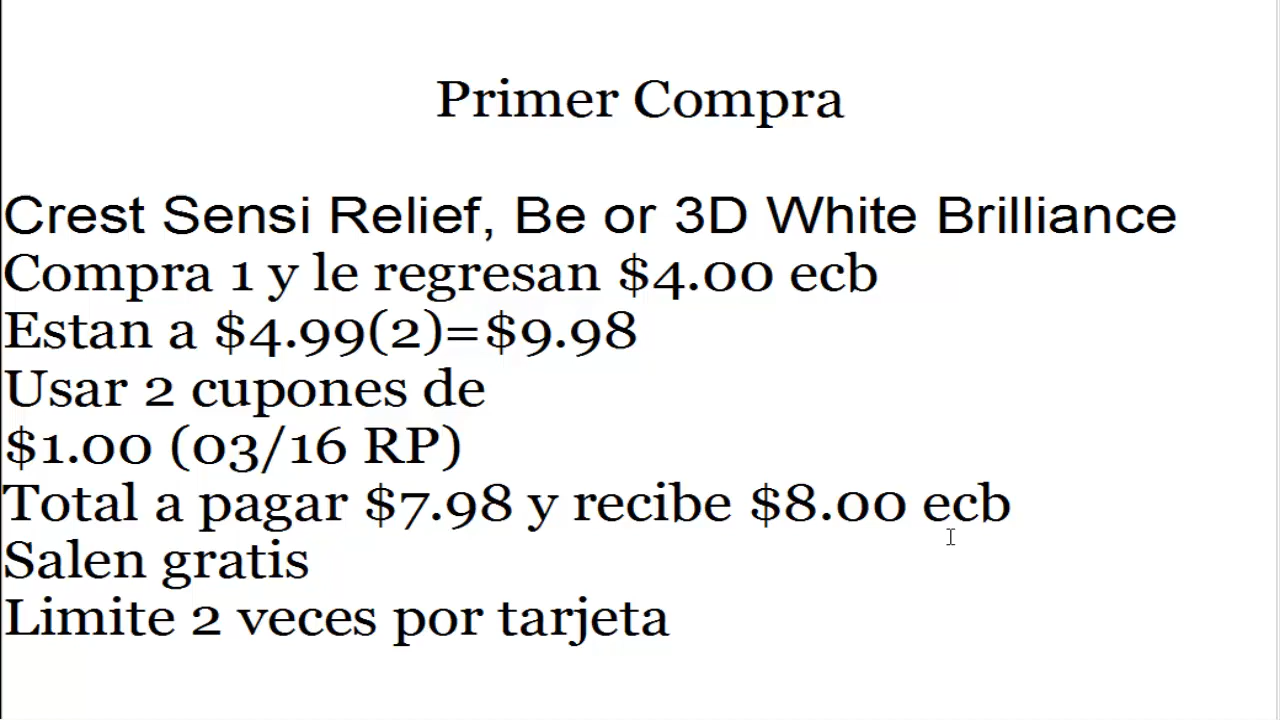 Primer Compra
Crest Sensi Relief, Be or 3D White Brilliance
Compra 1 y le regresan $4.00 ecb
Estan a $4.99(2)=$9.98
Usar 2 cupones de
$1.00 (03/16 RP)
Total a pagar $7.98 y recibe $8.00 ecb
Salen gratis
Limite 2 veces por tarjeta